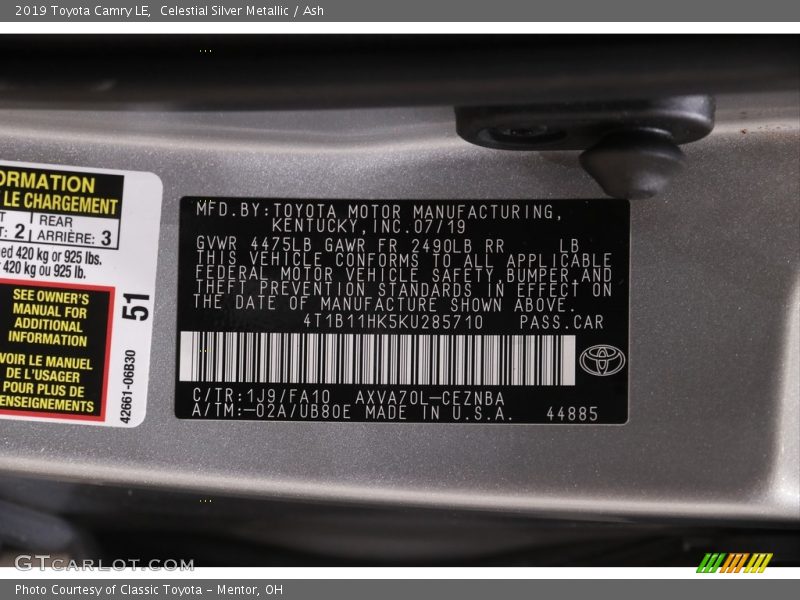 2019 Toyota Camry LE, Celestial Silver Metallic / Ash
ORMATION
LE CHARGEMENT
T REAR
T: 2 ARRIÈRE: 3
ed 420 kg or 925 lbs.
420 kg ou 925 lb.
SEE OWNER'S
MANUAL FOR
ADDITIONAL
INFORMATION
VOIR LE MANUEL
DE L'USAGER
POUR PLUS DE
ENSEIGNEMENTS
51
42661-06B30
MFD.BY:TOYOTA MOTOR MANUFACTURING,
KENTUCKY,INC.07/19
GVWR 4475LB GAWR FR 2490LB RR LB
THIS VEHICLE CONFORMS TO ALL APPLICABLE
FEDERAL MOTOR VEHICLE SAFETY,BUMPER,AND
THEFT PREVENTION STANDARDS IN EFFECT ON
THE DATE OF MANUFACTURE SHOWN ABOVE.
4T1B11HK5KU285710 PASS.CAR
C/TR:1J9/FA10 AXVA70L-CEZNBA
A/TM:-02A/UB80E MADE IN U.S.A. 44885
GTCARLOT.COM
Photo Courtesy of Classic Toyota - Mentor, OH